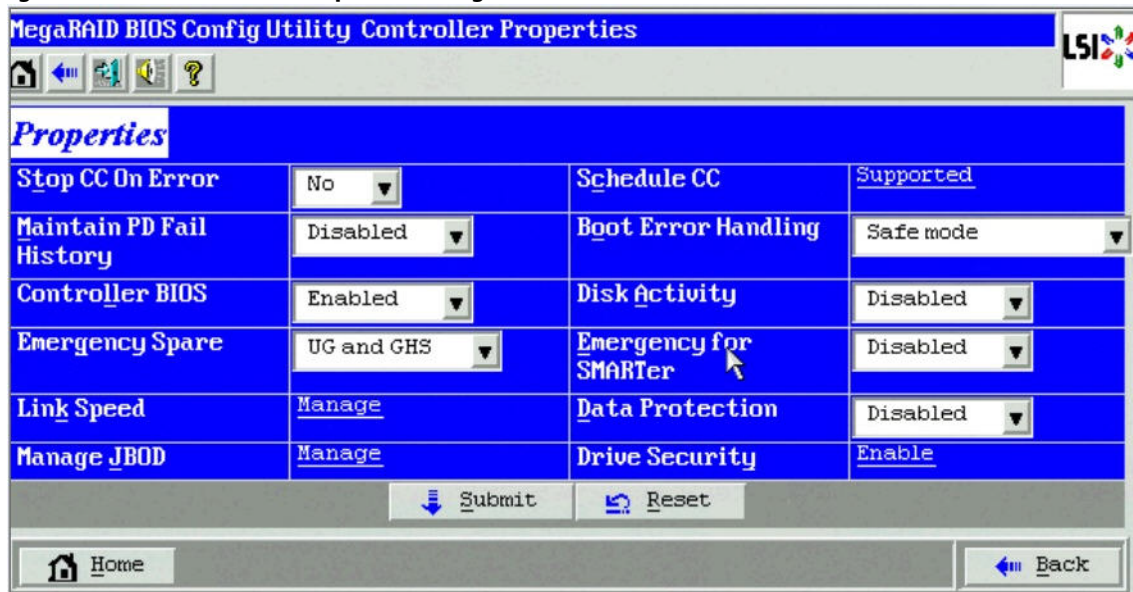 MegaRAID BIOS Config Utility Controller Properties
LSI
Properties
Stop CC On Error
No
Schedule CC
Supported
Maintain PD Fail
History
Disabled
Boot Error Handling
Safe mode
Controller BIOS
Enabled
Disk Activity
Disabled
Emergency Spare
UG and GHS
Emergency for
SMARTer
Disabled
Link Speed
Manage
Data Protection
Disabled
Manage JBOD
Manage
Drive Security
Enable
Submit
Reset
Home
Back